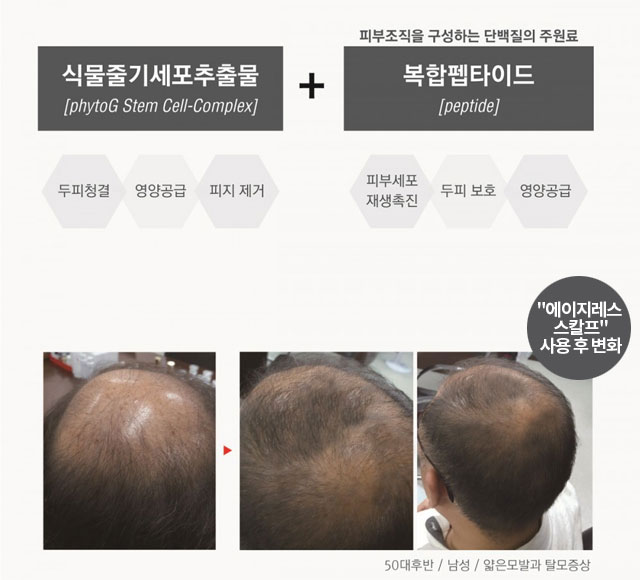 피부조직을 구성하는 단백질의 주원료
식물줄기세포추출물
[phytoG Stem Cell-Complex]
+
복합펩타이드
[peptide]
두피청결
영양공급
피지 제거
피부세포
재생촉진
두피 보호
영양공급
"에이지레스
스칼프"
사용 후 변화
50대후반 / 남성 / 얇은모발과 탈모증상